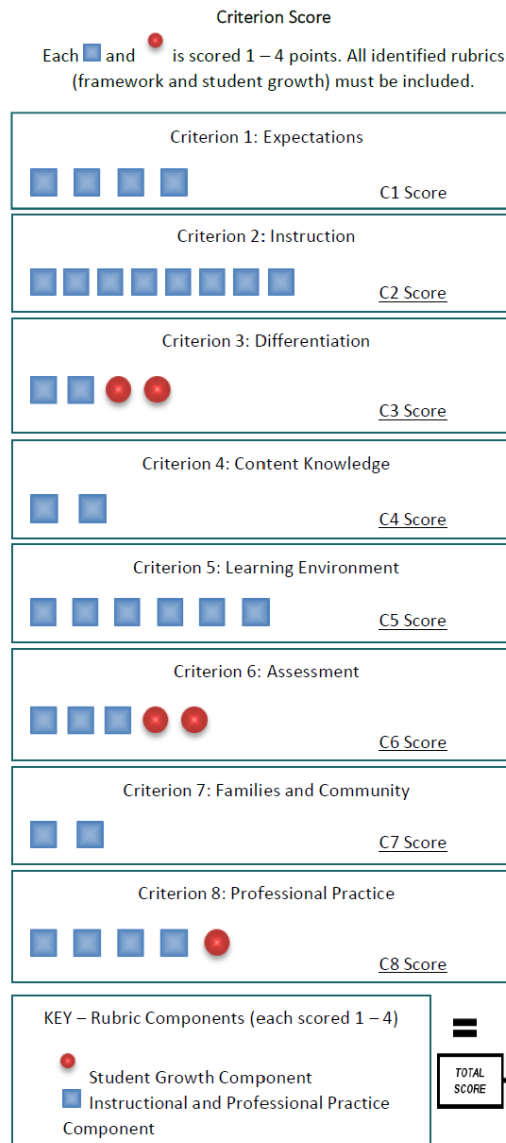 Criterion Score
Each and is scored 1 – 4 points. All identified rubrics
(framework and student growth) must be included.
Criterion 1: Expectations
C1 Score
Criterion 2: Instruction
C2 Score
Criterion 3: Differentiation
C3 Score
Criterion 4: Content Knowledge
C4 Score
Criterion 5: Learning Environment
C5 Score
Criterion 6: Assessment
C6 Score
Criterion 7: Families and Community
C7 Score
Criterion 8: Professional Practice
C8 Score
KEY – Rubric Components (each scored 1 – 4)
Student Growth Component
Instructional and Professional Practice
Component
=
TOTAL
SCORE